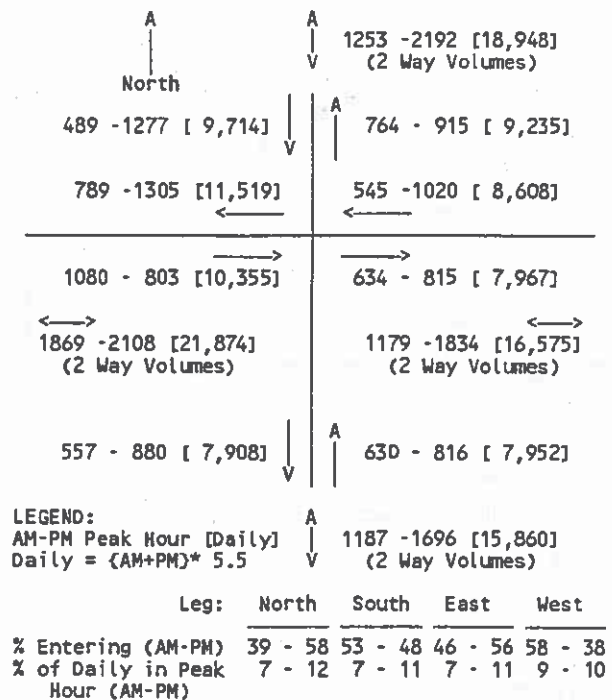 A A
1253 -2192 [18,948]
V (2 Way Volumes)
North
489 -1277 [ 9,714] V A 764 - 915 [ 9,235]
789 -1305 [11,519] 545 -1020 [ 8,608]
1080 - 803 [10,355] 634 - 815 [ 7,967]
1869 -2108 [21,874] 1179 -1834 [16,575]
(2 Way Volumes) (2 Way Volumes)
557 - 880 [ 7,908] V A 630 - 816 [ 7,952]
LEGEND: A
AM-PM Peak Hour [Daily] 1187 -1696 [15,860]
Daily = {AM+PM}* 5.5 V (2 Way Volumes)
Leg: North South East West
% Entering (AM-PM) 39 - 58 53 - 48 46 - 56 58 - 38
% of Daily in Peak 7 - 12 7 - 11 7 - 11 9 - 10
Hour (AM-PM)